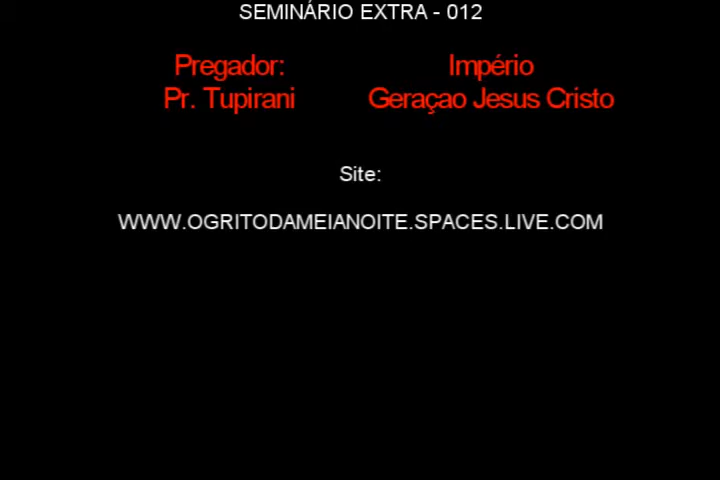 SEMINÁRIO EXTRA - 012
Pregador:
Pr. Tupirani
Império
Geraçao Jesus Cristo
Site:
WWW.OGRITODAMEIANOITE.SPACES.LIVE.COM